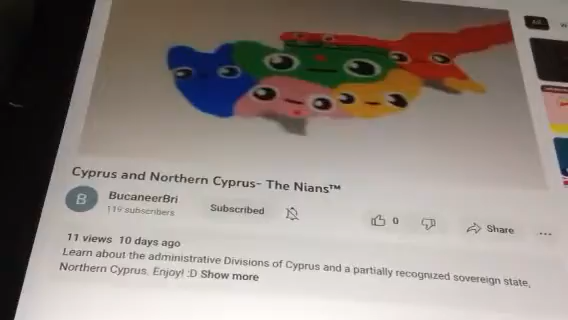 All
Cyprus and Northern Cyprus- The Nians™
B
BucaneerBri
119 subscribers
Subscribed
0
Share
11 views 10 days ago
Learn about the administrative Divisions of Cyprus and a partially recognized sovereign state,
Northern Cyprus. Enjoy! :D Show more